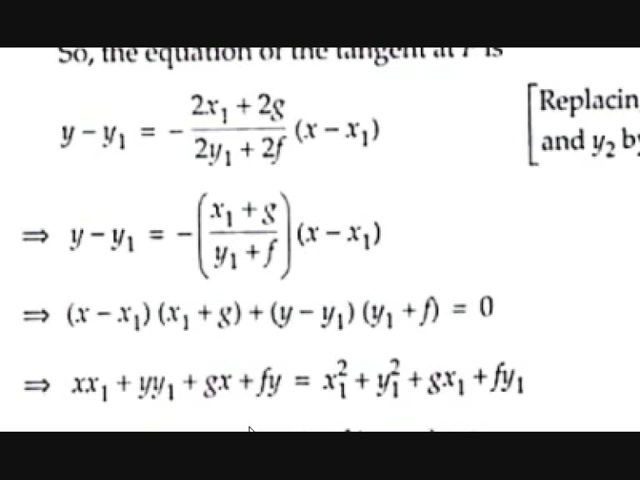 So, the equation of the tangent at P is
y − y₁ = − (2x₁ + 2g)/(2y₁ + 2f) (x − x₁) [Replacin
and y₂ by
⇒ y − y₁ = −((x₁ + g)/(y₁ + f)) (x − x₁)
⇒ (x − x₁) (x₁ + g) + (y − y₁) (y₁ + f) = 0
⇒ xx₁ + yy₁ + gx + fy = x₁² + y₁² + gx₁ + fy₁